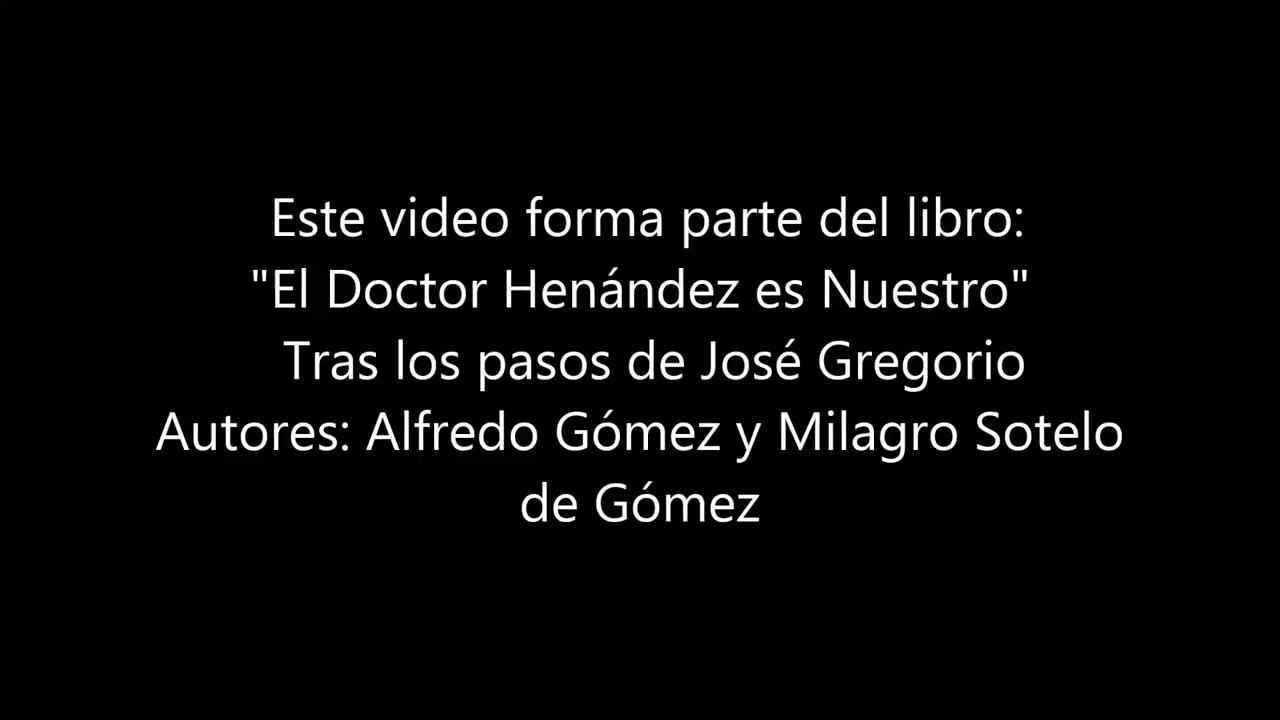 Este video forma parte del libro:
"El Doctor Henández es Nuestro"
Tras los pasos de José Gregorio
Autores: Alfredo Gómez y Milagro Sotelo
de Gómez